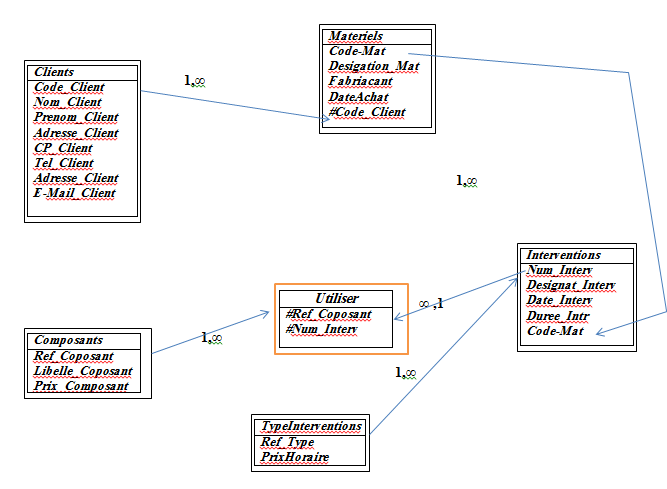 Materiels
Code-Mat
Desigation_Mat
Fabriacant
DateAchat
#Code_Client
Clients
Code_Client
Nom_Client
Prenom_Client
Adresse_Client
CP_Client
Tel_Client
Adresse_Client
E-Mail_Client
1,∞
1,∞
Interventions
Num_Interv
Designat_Interv
Date_Interv
Duree_Intr
Code-Mat
Utiliser
#Ref_Coposant
#Num_Interv
∞,1
Composants
Ref_Coposant
Libelle_Coposant
Prix_Composant
1,∞
1,∞
TypeInterventions
Ref_Type
PrixHoraire